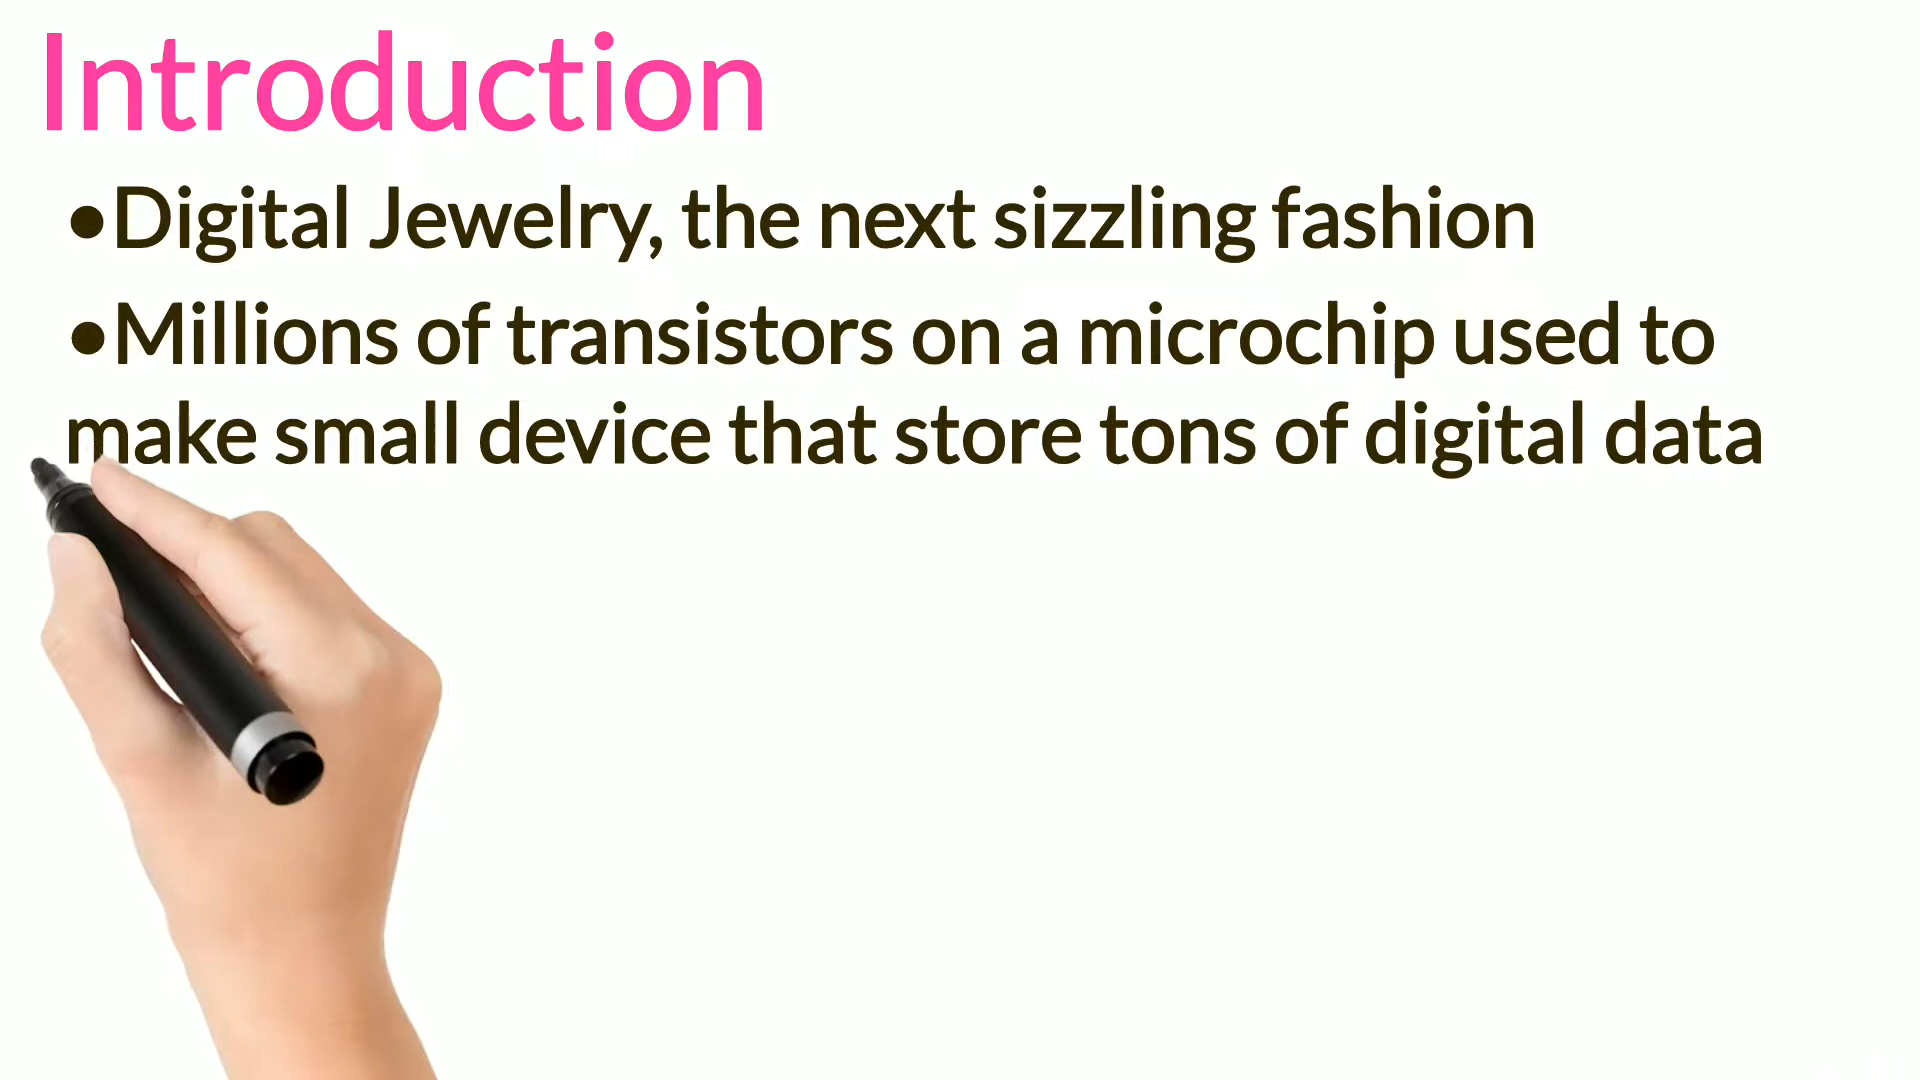 Introduction
•Digital Jewelry, the next sizzling fashion
•Millions of transistors on a microchip used to
make small device that store tons of digital data